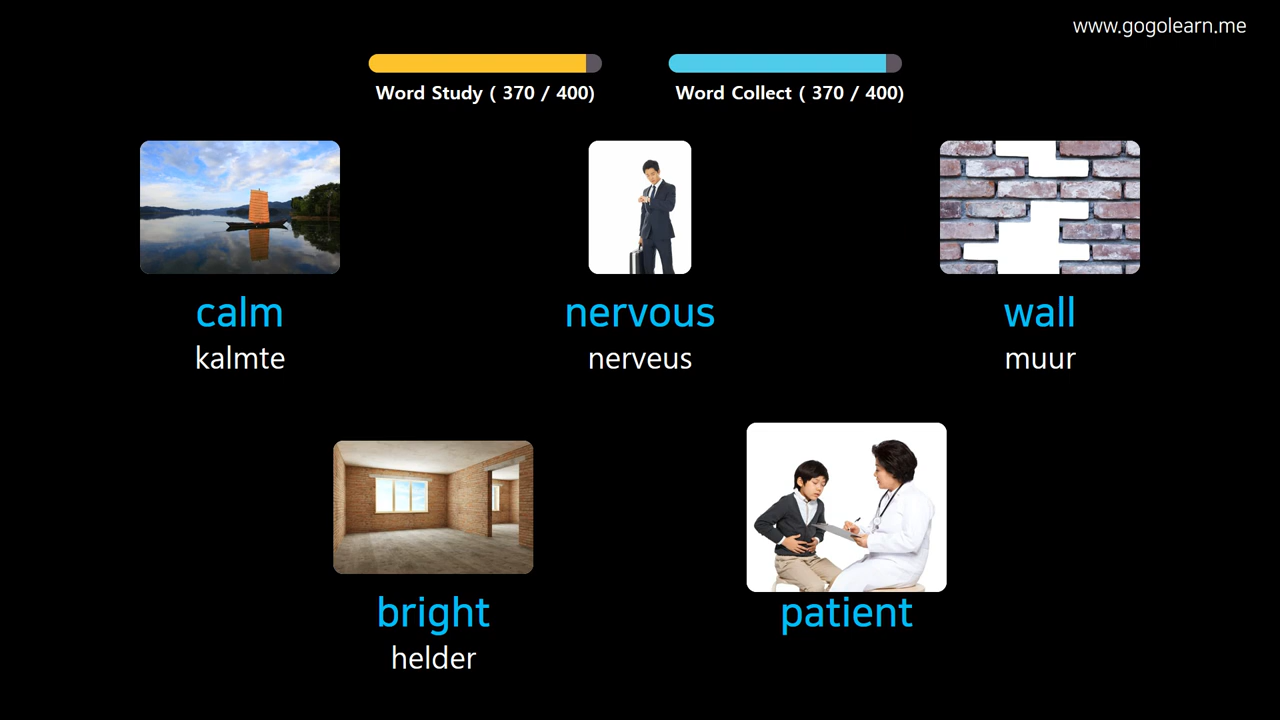 www.gogolearn.me
Word Study ( 370 / 400)
Word Collect ( 370 / 400)
calm
nervous
wall
kalmte
nerveus
muur
bright
patient
helder